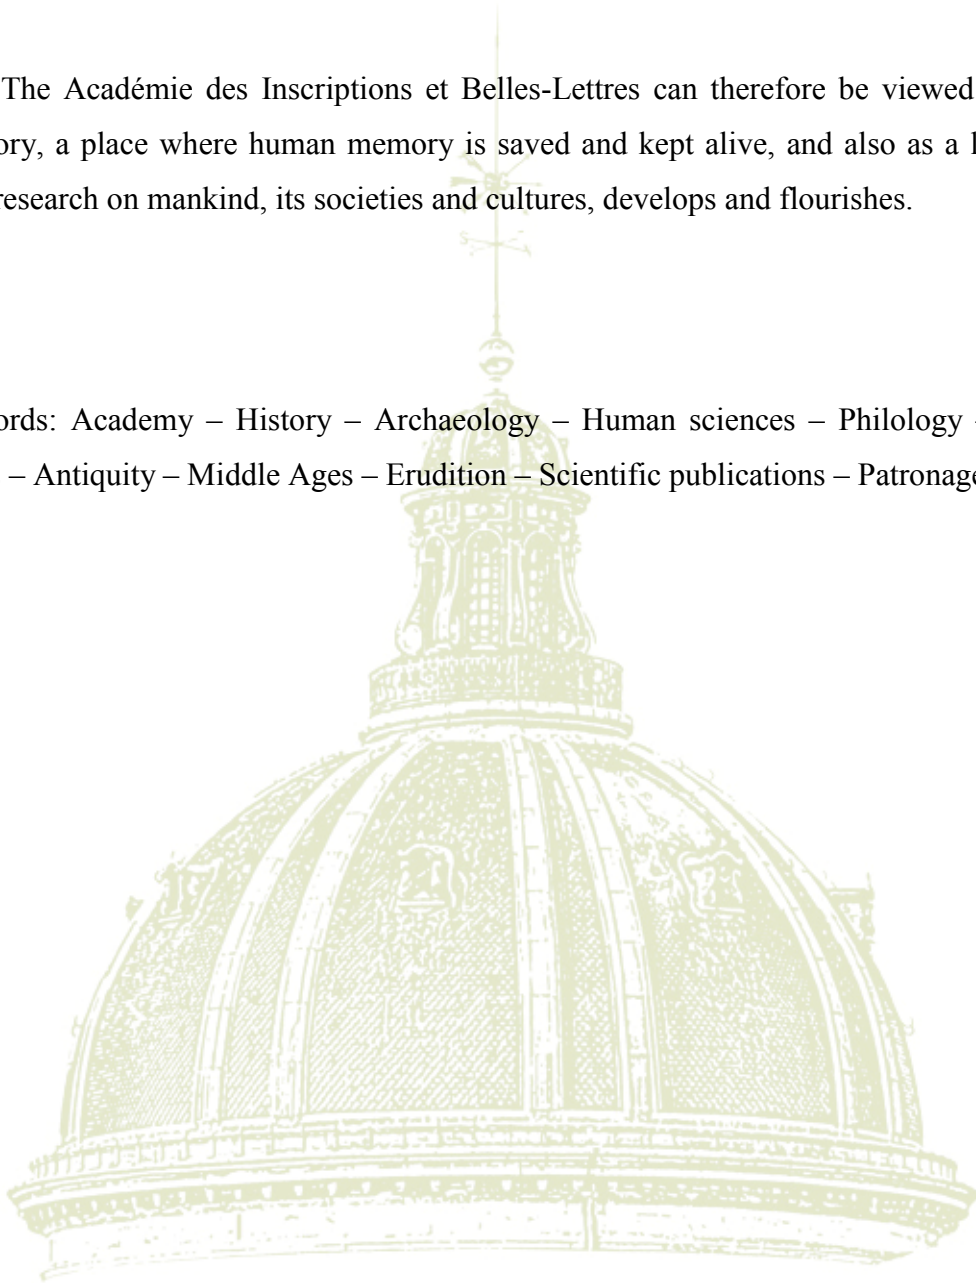 The Académie des Inscriptions et Belles-Lettres can therefore be viewed
ory, a place where human memory is saved and kept alive, and also as a
research on mankind, its societies and cultures, develops and flourishes.
ords: Academy – History – Archaeology – Human sciences – Philology
– Antiquity – Middle Ages – Erudition – Scientific publications – Patronage
S